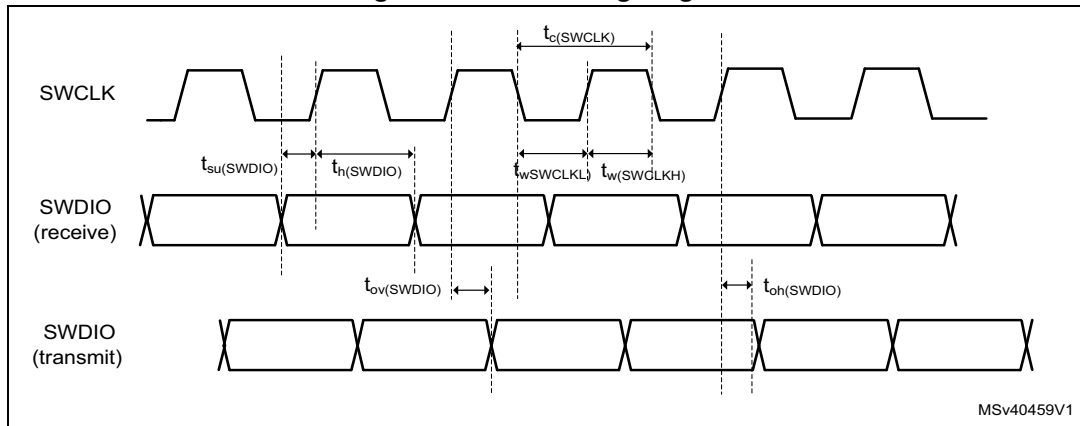 tc(SWCLK)
SWCLK
tsu(SWDIO)
th(SWDIO)
twSWCLKL)
tw(SWCLKH)
SWDIO
(receive)
tov(SWDIO)
toh(SWDIO)
SWDIO
(transmit)
MSv40459V1